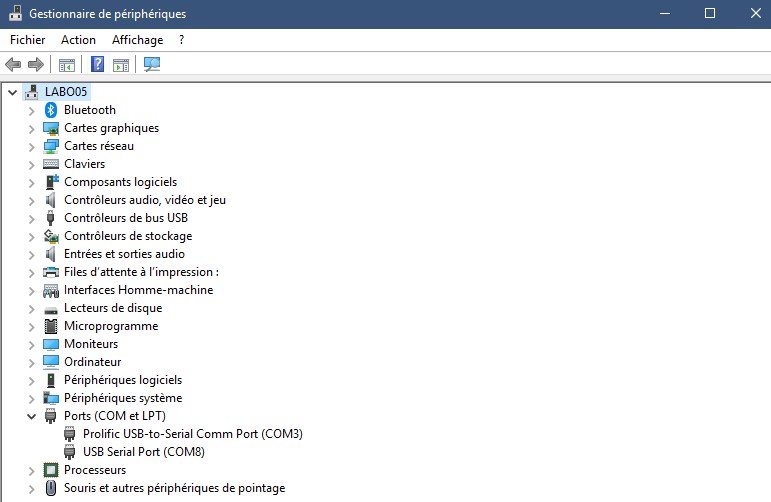 Gestionnaire de périphériques
Fichier Action Affichage ?
LABO05
Bluetooth
Cartes graphiques
Cartes réseau
Claviers
Composants logiciels
Contrôleurs audio, vidéo et jeu
Contrôleurs de bus USB
Contrôleurs de stockage
Entrées et sorties audio
Files d'attente à l'impression :
Interfaces Homme-machine
Lecteurs de disque
Microprogramme
Moniteurs
Ordinateur
Périphériques logiciels
Périphériques système
Ports (COM et LPT)
Prolific USB-to-Serial Comm Port (COM3)
USB Serial Port (COM8)
Processeurs
Souris et autres périphériques de pointage